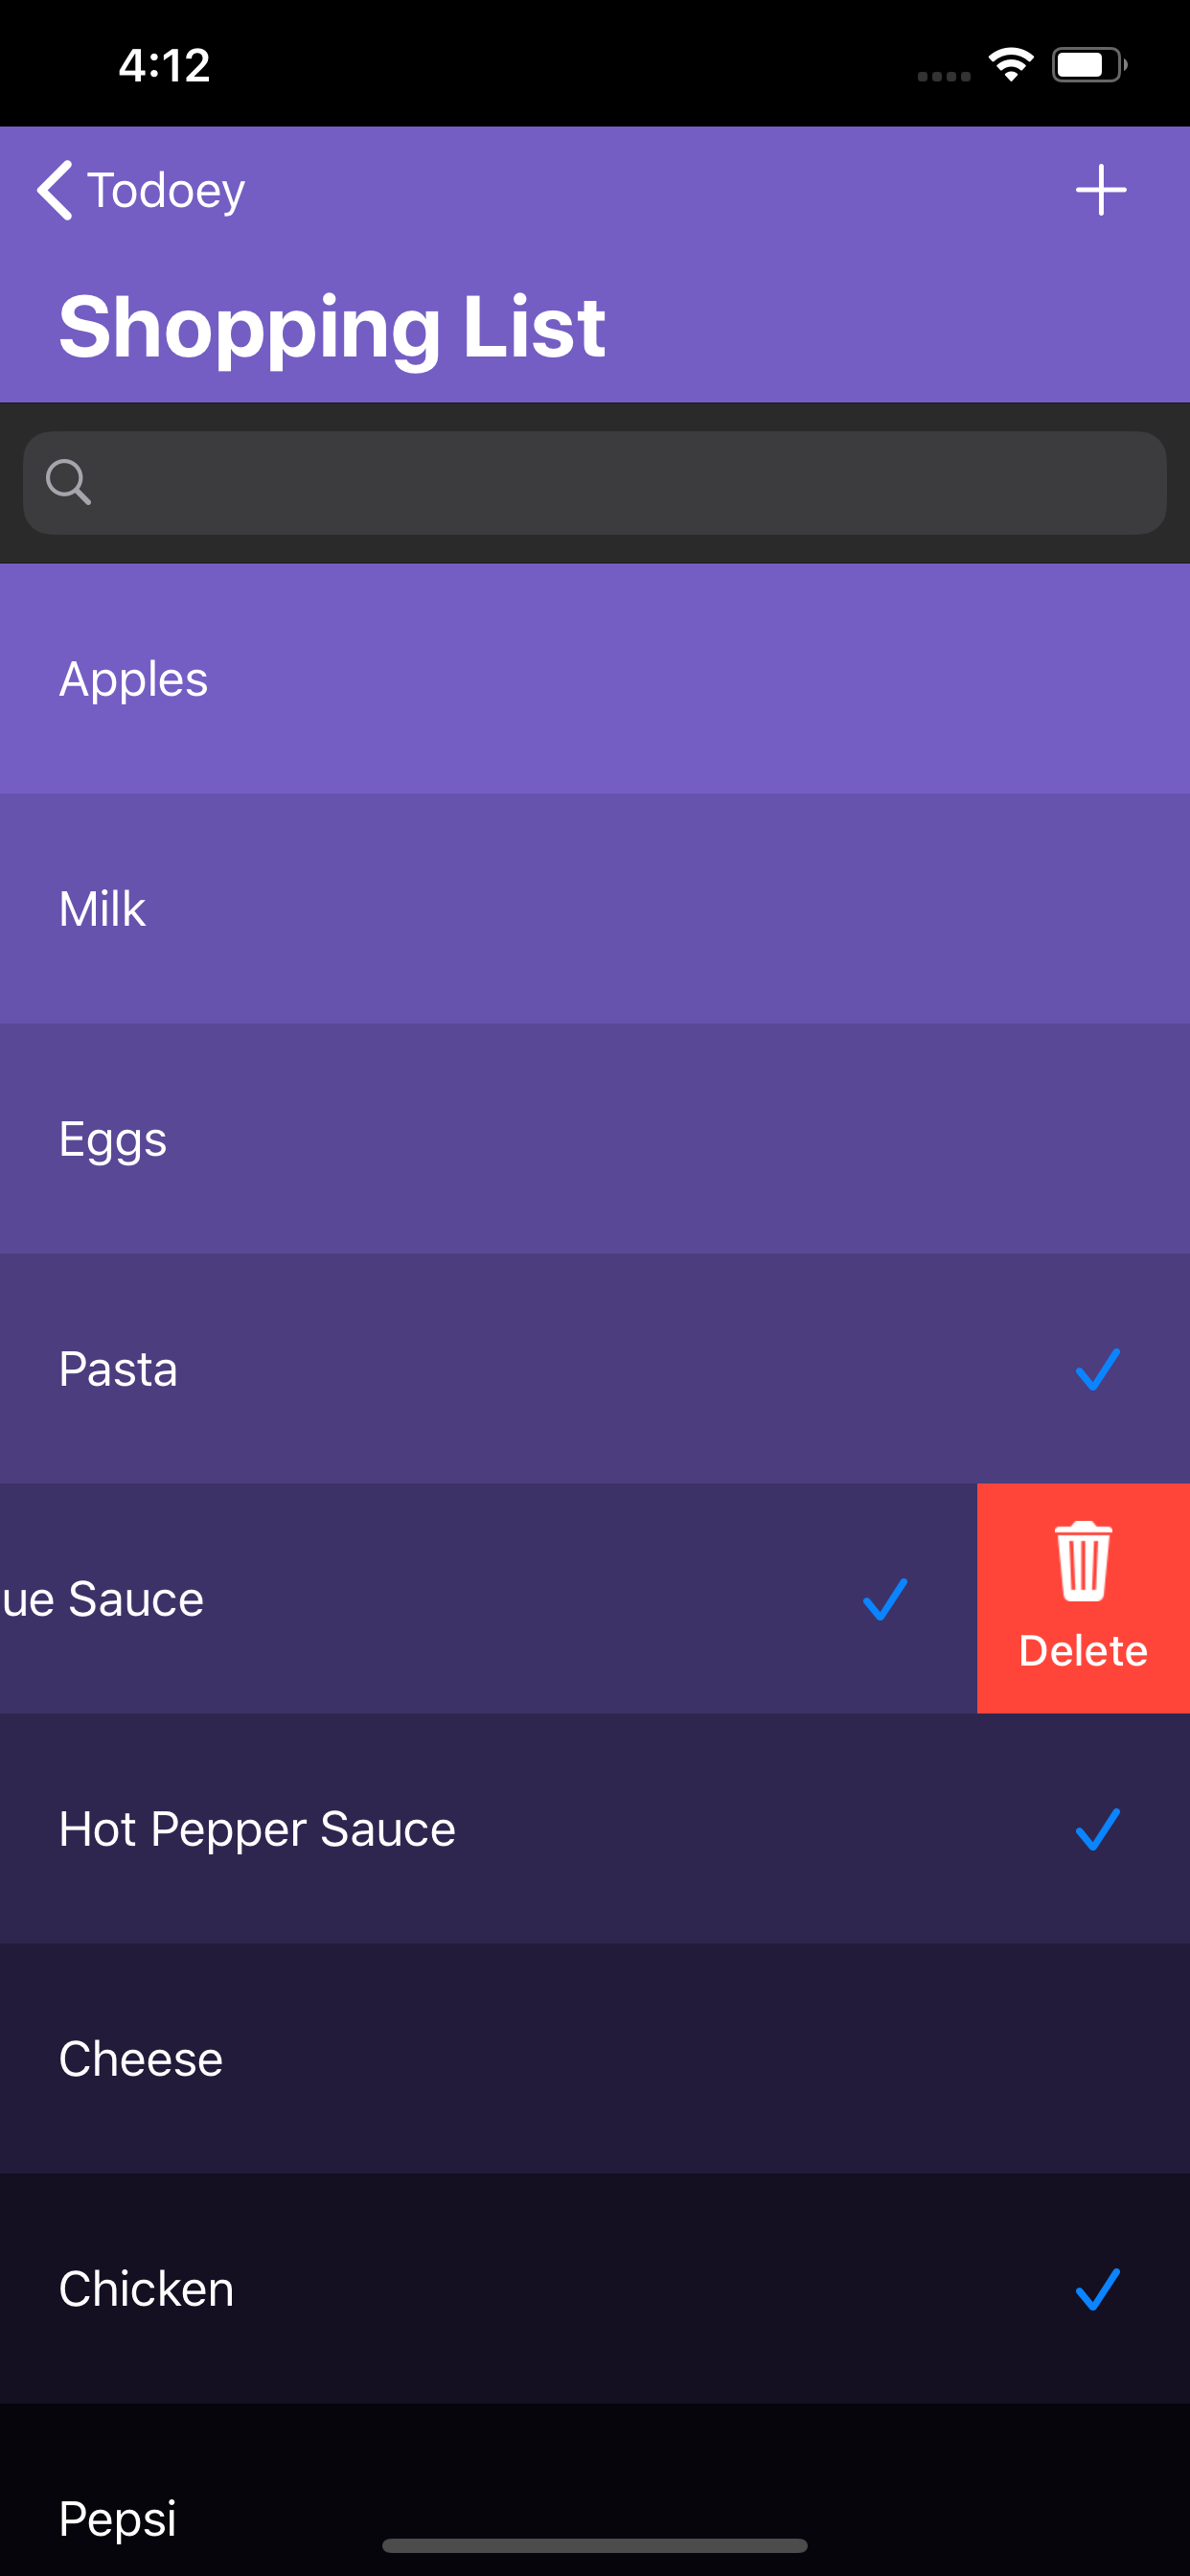 4:12
Todoey
Shopping List
Apples
Milk
Eggs
Pasta
ue Sauce
Delete
Hot Pepper Sauce
Cheese
Chicken
Pepsi